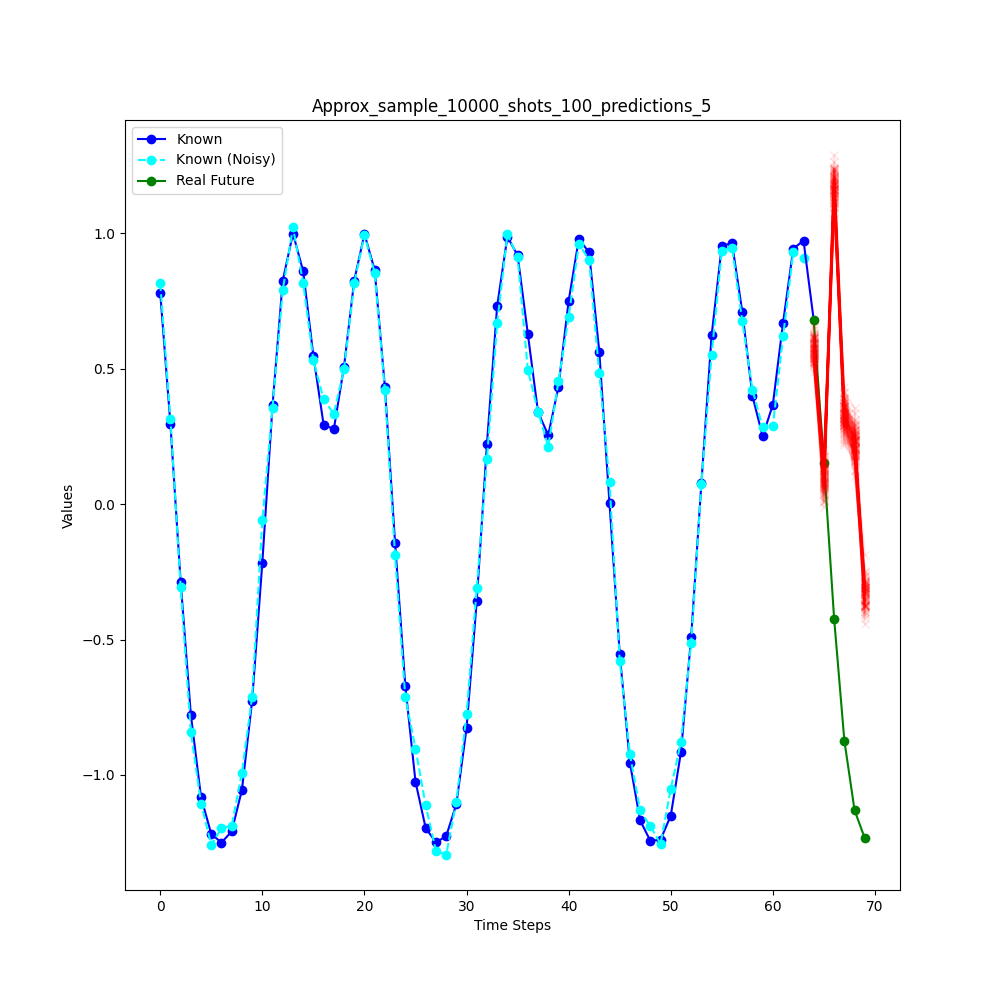 Approx_sample_10000_shots_100_predictions_5
Known
Known (Noisy)
Real Future
1.0
0.5
0.0
−0.5
−1.0
Values
0 10 20 30 40 50 60 70
Time Steps